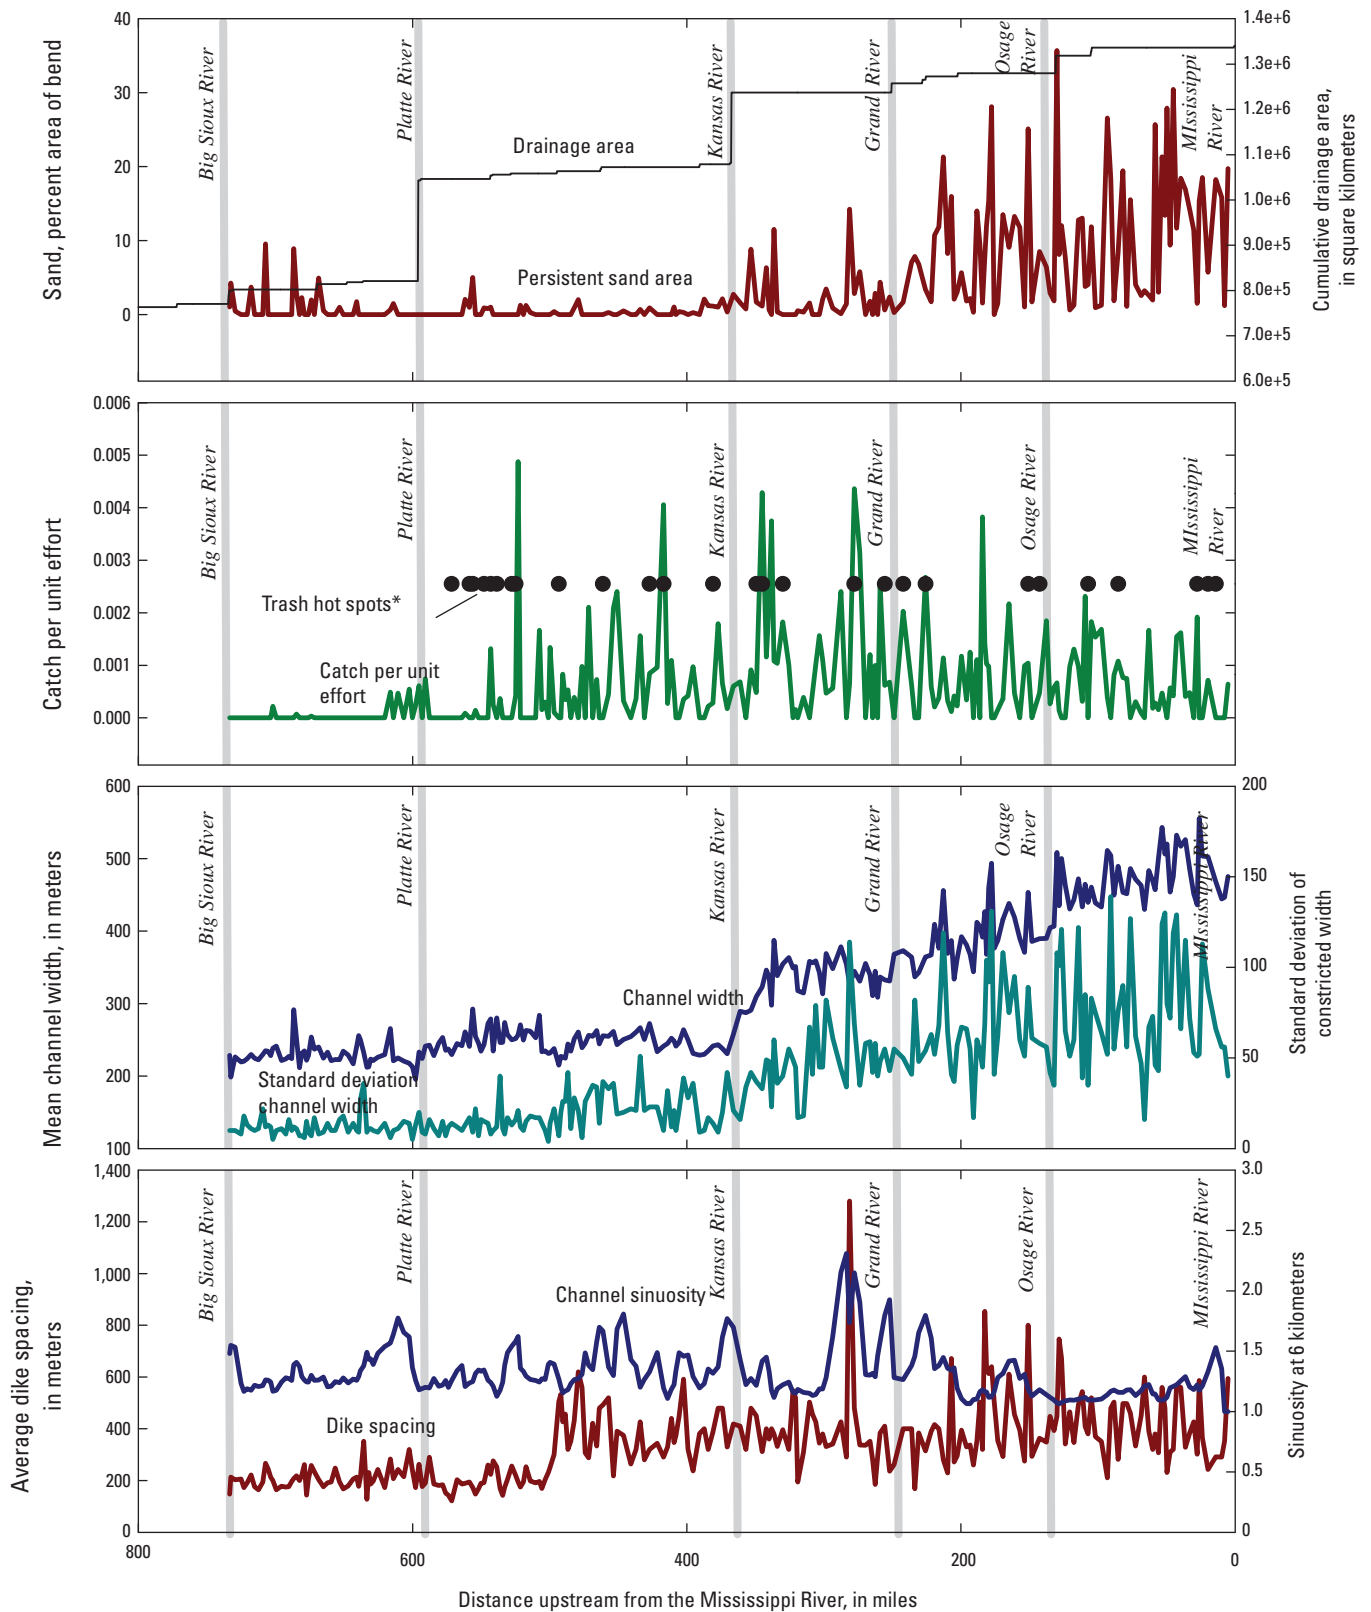 40
30
20
10
0
Sand, percent area of bend
Big Sioux River
Platte River
Kansas River
Grand River
Osage
River
MIssissippi
River
Drainage area
Persistent sand area
1.4e+6
1.3e+6
1.2e+6
1.1e+6
1.0e+6
9.0e+5
8.0e+5
7.0e+5
6.0e+5
Cumulative drainage area,
in square kilometers
0.006
0.005
0.004
0.003
0.002
0.001
0.000
Catch per unit effort
Big Sioux River
Platte River
Kansas River
Grand River
Osage River
MIssissippi
River
Trash hot spots*
Catch per unit
effort
600
500
400
300
200
100
Mean channel width, in meters
Big Sioux River
Platte River
Kansas River
Grand River
Osage
River
MIssissippi River
Channel width
Standard deviation
channel width
200
150
100
50
0
Standard deviation of
constricted width
1,400
1,200
1,000
800
600
400
200
0
Average dike spacing,
in meters
Big Sioux River
Platte River
Kansas River
Grand River
Osage River
MIssissippi River
Channel sinuosity
Dike spacing
3.0
2.5
2.0
1.5
1.0
0.5
0
Sinuosity at 6 kilometers
800
600
400
200
0
Distance upstream from the Mississippi River, in miles